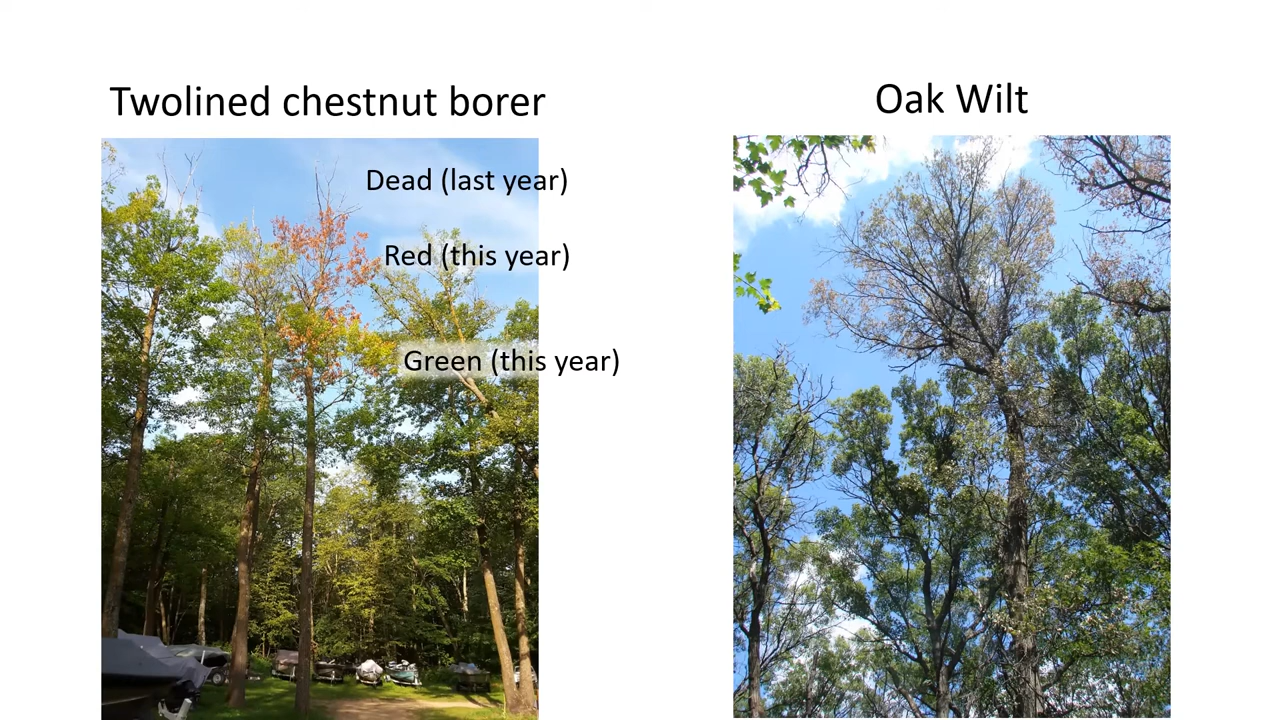 Twolined chestnut borer
Dead (last year)
Red (this year)
Green (this year)
Oak Wilt